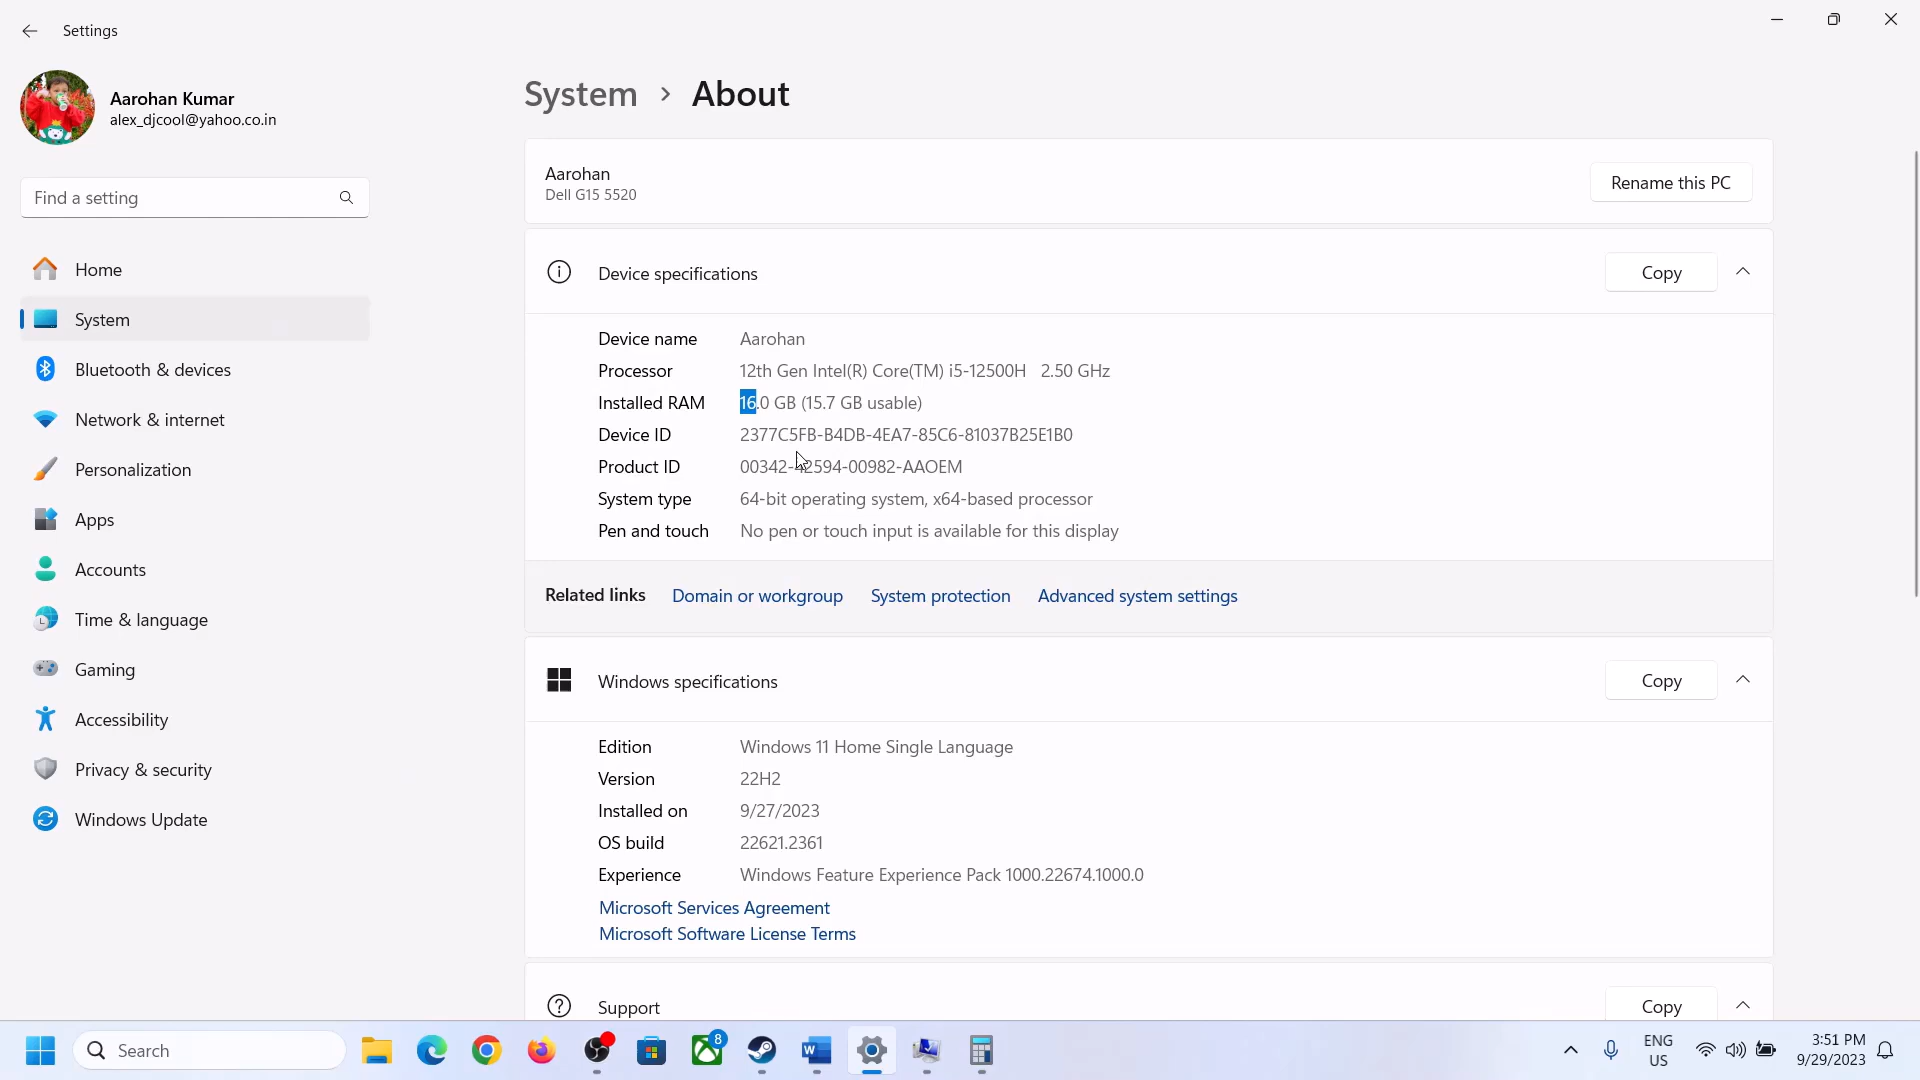 Settings
Aarohan Kumar
alex_djcool@yahoo.co.in
Find a setting
Home
System
Bluetooth & devices
Network & internet
Personalization
Apps
Accounts
Time & language
Gaming
Accessibility
Privacy & security
Windows Update
System > About
Aarohan
Dell G15 5520
Rename this PC
Device specifications
Copy
Device name Aarohan
Processor 12th Gen Intel(R) Core(TM) i5-12500H 2.50 GHz
Installed RAM 16.0 GB (15.7 GB usable)
Device ID 2377C5FB-B4DB-4EA7-85C6-81037B25E1B0
Product ID 00342-42594-00982-AAOEM
System type 64-bit operating system, x64-based processor
Pen and touch No pen or touch input is available for this display
Related links Domain or workgroup System protection Advanced system settings
Windows specifications
Copy
Edition Windows 11 Home Single Language
Version 22H2
Installed on 9/27/2023
OS build 22621.2361
Experience Windows Feature Experience Pack 1000.22674.1000.0
Microsoft Services Agreement
Microsoft Software License Terms
Support
Copy
Search
8
W
ENG
US
3:51 PM
9/29/2023